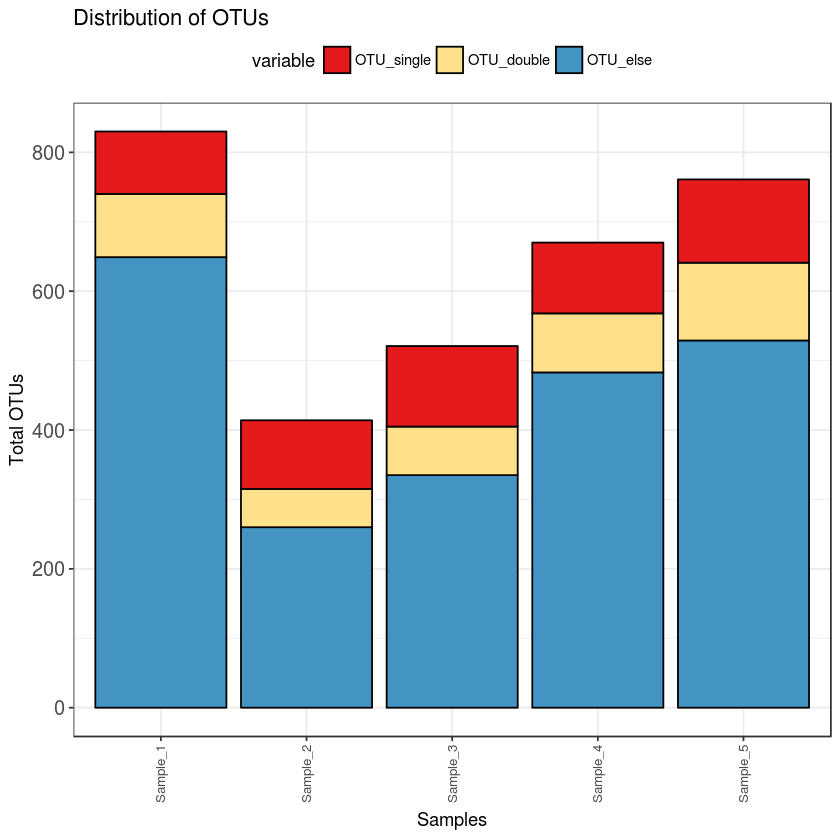 Distribution of OTUs
variable OTU_single OTU_double OTU_else
Total OTUs
800
600
400
200
0
Sample_1 Sample_2 Sample_3 Sample_4 Sample_5
Samples